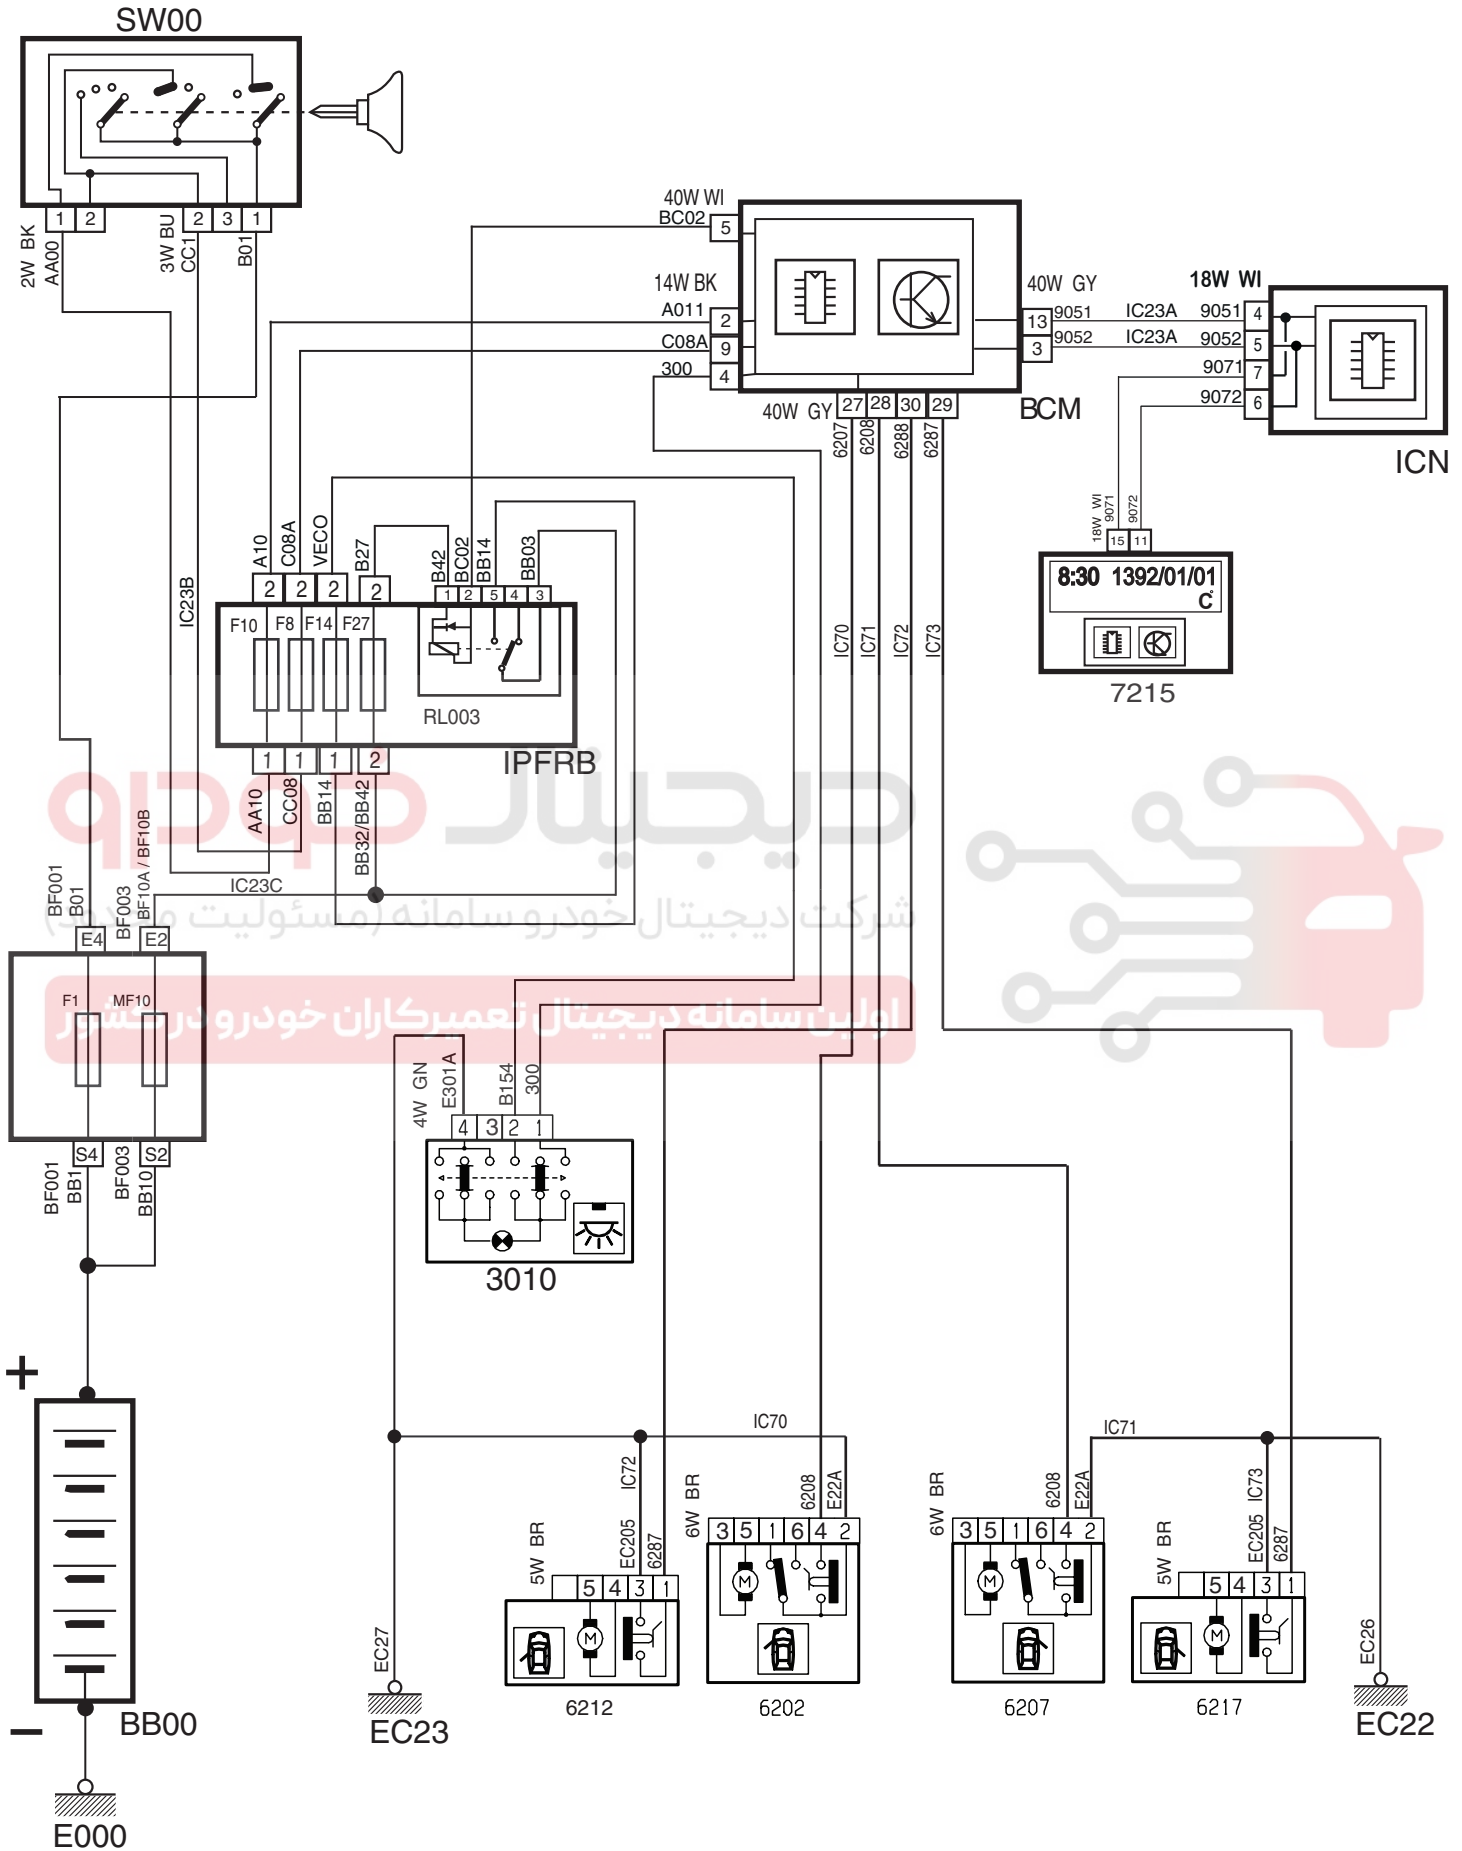 SW00
1 2 2 3 1
2W BK
AA00
3W BU
CC1
B01
40W WI
BC02
5
14W BK
A011
2
C08A
9
300
4
40W GY
27 28 30 29
BCM
6207
6208
6288
6287
40W GY
13 9051 IC23A 9051 4
3 9052 IC23A 9052 5
18W WI
9071 7
9072 6
ICN
18W WI
9071
9072
15 11
8:30 1392/01/01
C°
7215
IC23B
A10
C08A
VECO
B27
B42
BC02
BB14
BB03
2 2 2 2
1 2 5 4 3
F10 F8 F14 F27
RL003
IPFRB
1 1 1 2
AA10
CC08
BB14
BB32/BB42
IC70
IC71
IC72
IC73
دیجیتال خودرو
شرکت دیجیتال خودرو سامانه (مسئولیت محدود)
اولین سامانه دیجیتال تعمیرکاران خودرو در کشور
IC23C
BF001
B01
BF003
BF10A / BF10B
E4 E2
F1 MF10
S4 S2
BF001
BB1
BF003
BB10
4W GN
E301A
B154
300
4 3 2 1
3010
+
BB00
−
E000
IC70
IC72
IC71
IC73
6W BR
6208
E22A
3 5 1 6 4 2
M
6202
5W BR
EC205
6287
5 4 3 1
M
6212
6W BR
6208
E22A
3 5 1 6 4 2
M
6207
5W BR
EC205
6287
5 4 3 1
M
6217
EC27
EC23
EC26
EC22